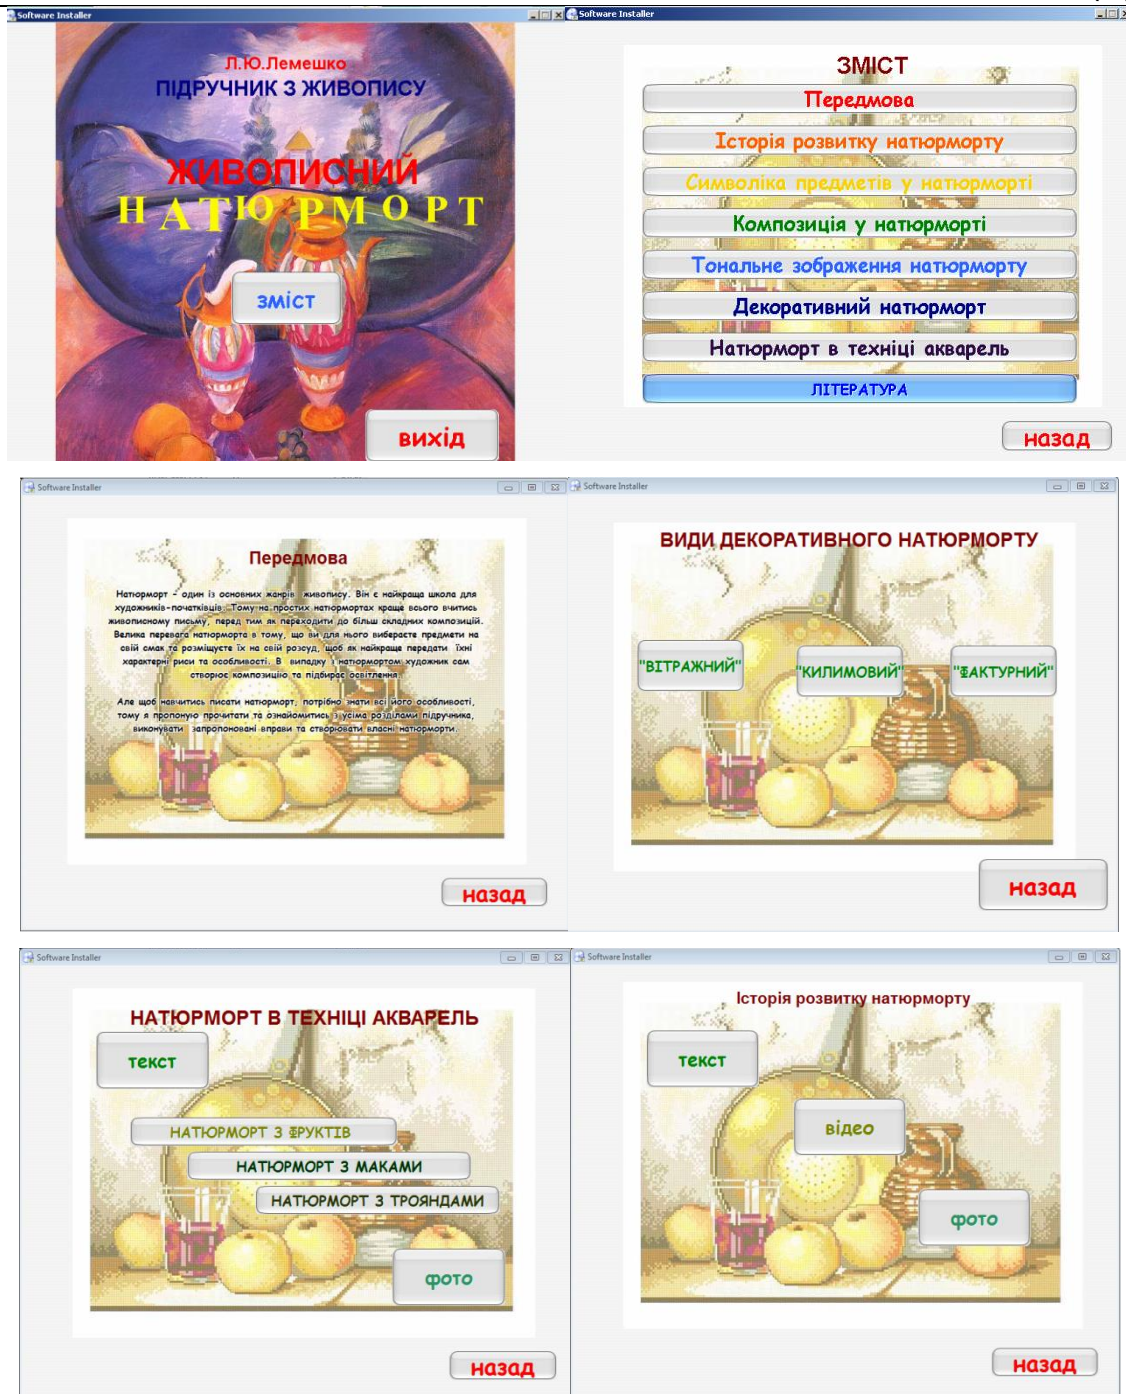 Software Installer
Л.Ю.Лемешко
ПІДРУЧНИК З ЖИВОПИСУ
ЖИВОПИСНИЙ
НАТЮРМОРТ
зміст
вихід
Software Installer
ЗМІСТ
Передмова
Історія розвитку натюрморту
Символіка предметів у натюрморті
Композиція у натюрморті
Тональне зображення натюрморту
Декоративний натюрморт
Натюрморт в техніці акварель
ЛІТЕРАТУРА
назад
Software Installer
Передмова
Натюрморт - один із основних жанрів живопису. Він є найкраща школа для
художників-початківців. Тому на простих натюрмортах краще всього вчитись
живописному письму, перед тим як переходити до більш складних композицій.
Велика перевага натюрморта в тому, що ви для нього вибераєте предмети на
свій смак та розміщуєте їх на свій розсуд, щоб як найкраще передати їхні
характерні риси та особливості. В випадку з натюрмортом художник сам
створює композицію та підбирає освітлення.
Але щоб навчитись писати натюрморт, потрібно знати всі його особливості,
тому я пропоную прочитати та ознайомитись з усіма розділами підручника,
виконувати запропоновані вправи та створювати власні натюрморти.
назад
Software Installer
ВИДИ ДЕКОРАТИВНОГО НАТЮРМОРТУ
"ВІТРАЖНИЙ"
"КИЛИМОВИЙ"
"ФАКТУРНИЙ"
назад
Software Installer
НАТЮРМОРТ В ТЕХНІЦІ АКВАРЕЛЬ
текст
НАТЮРМОРТ З ФРУКТІВ
НАТЮРМОРТ З МАКАМИ
НАТЮРМОРТ З ТРОЯНДАМИ
фото
назад
Software Installer
Історія розвитку натюрморту
текст
відео
фото
назад